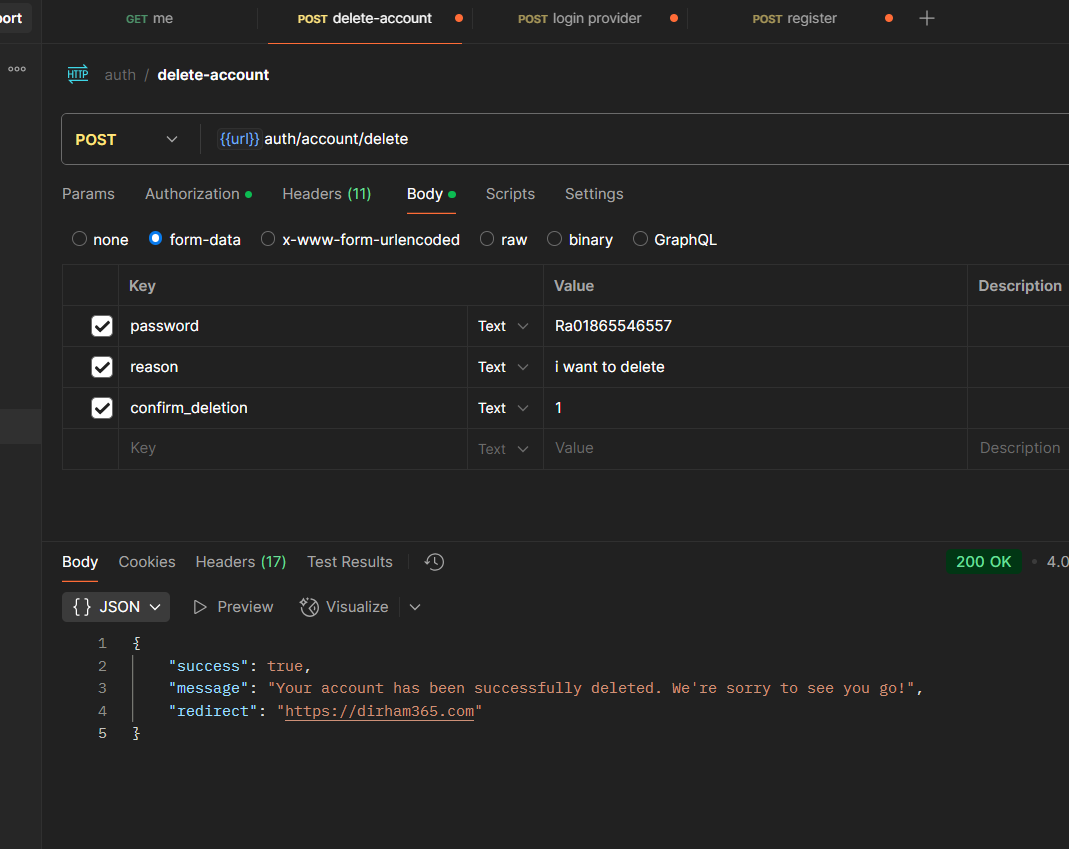 port GET me POST delete-account POST login provider POST register
HTTP auth / delete-account
POST {{url}} auth/account/delete
Params Authorization Headers (11) Body Scripts Settings
none form-data x-www-form-urlencoded raw binary GraphQL
Key Value Description
password Text Ra01865546557
reason Text i want to delete
confirm_deletion Text 1
Key Text Value Description
Body Cookies Headers (17) Test Results 200 OK 4.0
{} JSON Preview Visualize
1 {
2 "success": true,
3 "message": "Your account has been successfully deleted. We're sorry to see you go!",
4 "redirect": "https://dirham365.com"
5 }